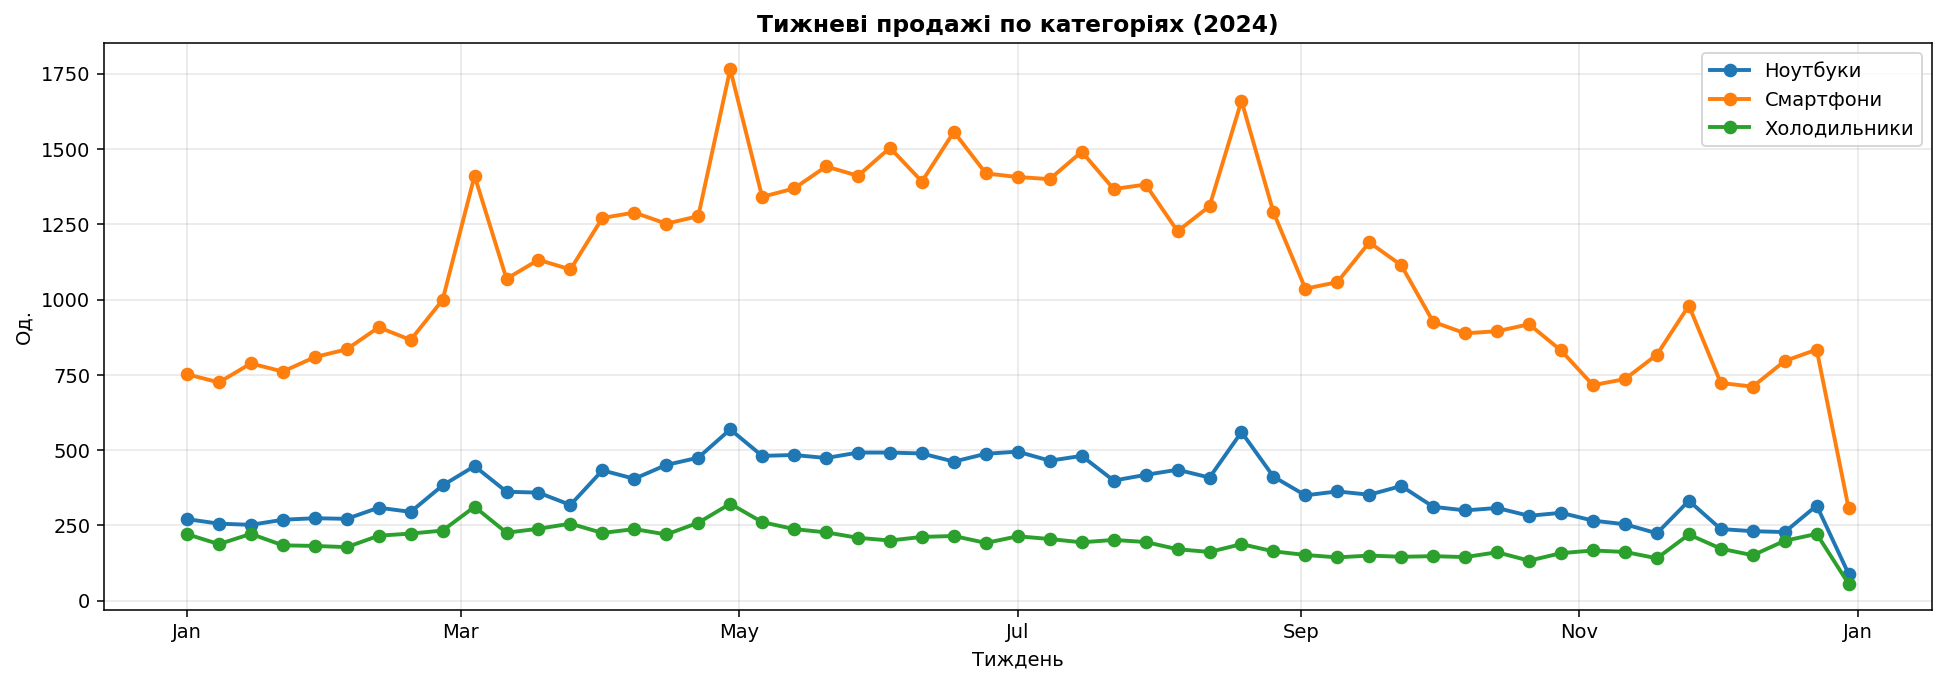 Тижневі продажі по категоріях (2024)
1750
1500
1250
1000
750
500
250
0
Од.
Ноутбуки
Смартфони
Холодильники
Jan Mar May Jul Sep Nov Jan
Тиждень